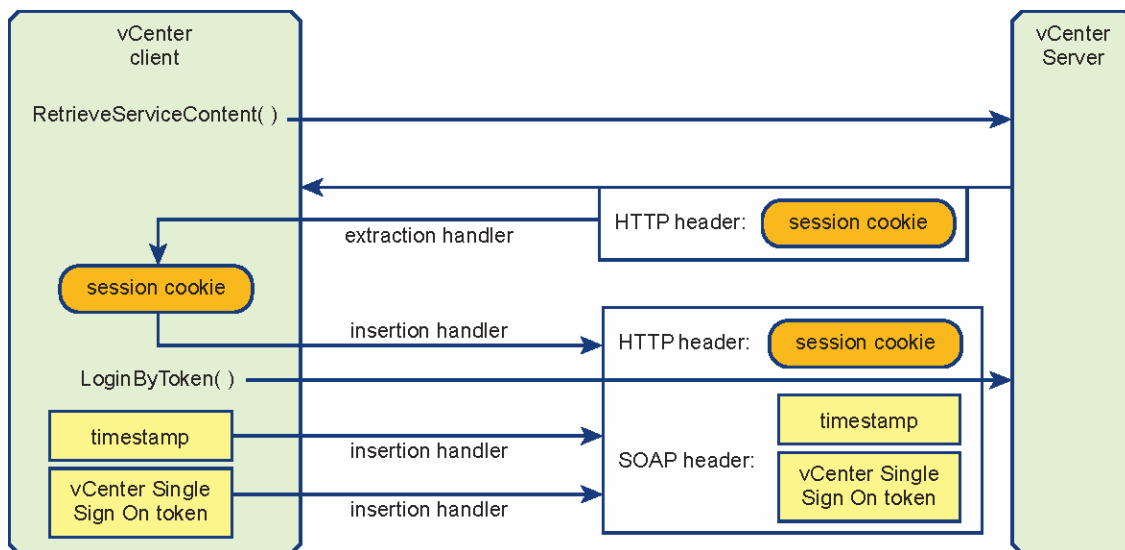 vCenter
client
vCenter
Server
RetrieveServiceContent( )
HTTP header:
session cookie
extraction handler
session cookie
insertion handler
HTTP header:
session cookie
LoginByToken( )
timestamp
insertion handler
SOAP header:
timestamp
vCenter Single
Sign On token
insertion handler
vCenter Single
Sign On token